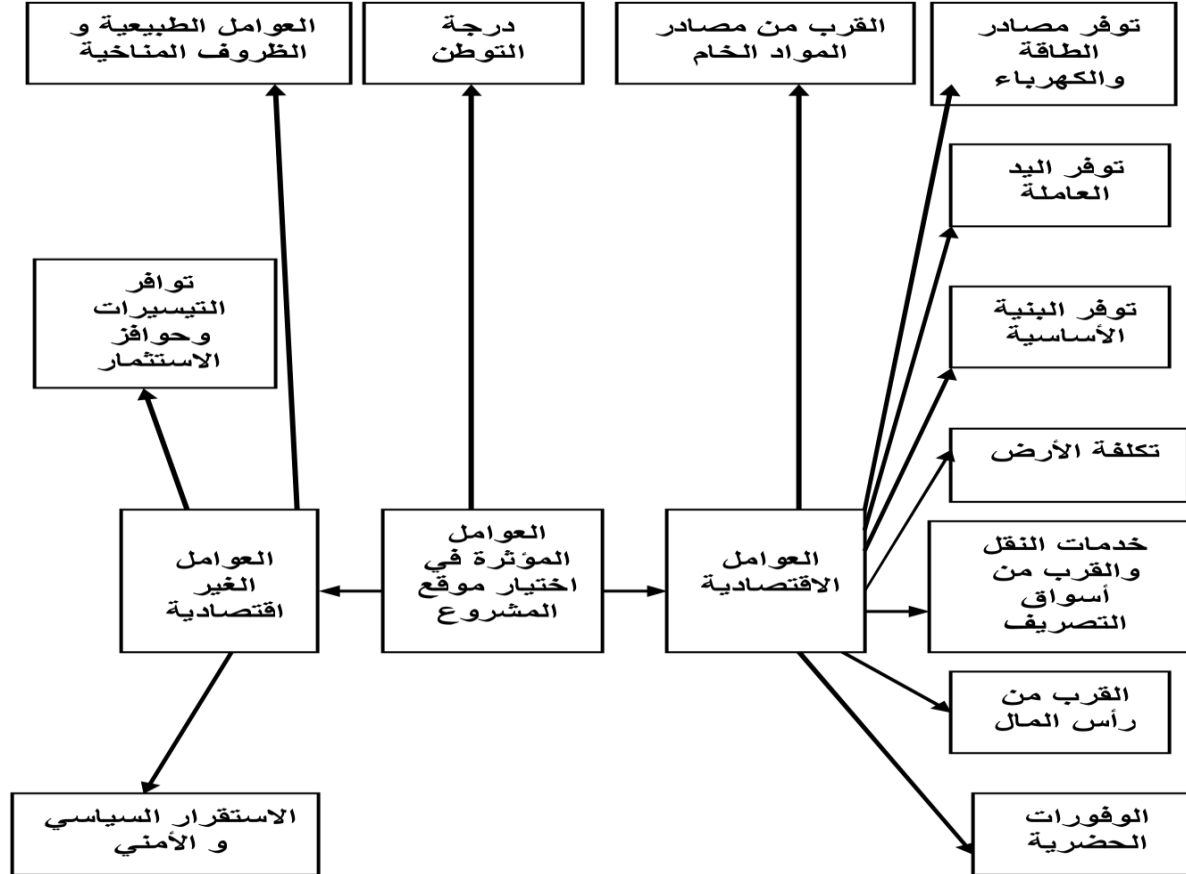 توفر مصادر
الطاقة
والكهرباء
القرب من مصادر
المواد الخام
درجة
التوطن
العوامل الطبيعية و
الظروف المناخية
توفر اليد
العاملة
توافر
التيسيرات
وحوافز
الاستثمار
توفر البنية
الأساسية
تكلفة الأرض
العوامل
الاقتصادية
العوامل
المؤثرة في
اختيار موقع
المشروع
العوامل
الغير
اقتصادية
خدمات النقل
والقرب من
أسواق
التصريف
القرب من
رأس المال
الوفورات
الحضرية
الاستقرار السياسي
و الأمني